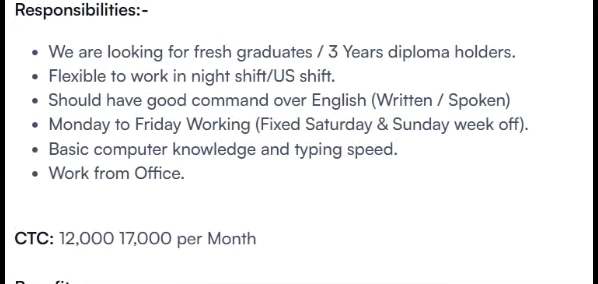 Responsibilities:-
• We are looking for fresh graduates / 3 Years diploma holders.
• Flexible to work in night shift/US shift.
• Should have good command over English (Written / Spoken)
• Monday to Friday Working (Fixed Saturday & Sunday week off).
• Basic computer knowledge and typing speed.
• Work from Office.
CTC: 12,000 17,000 per Month